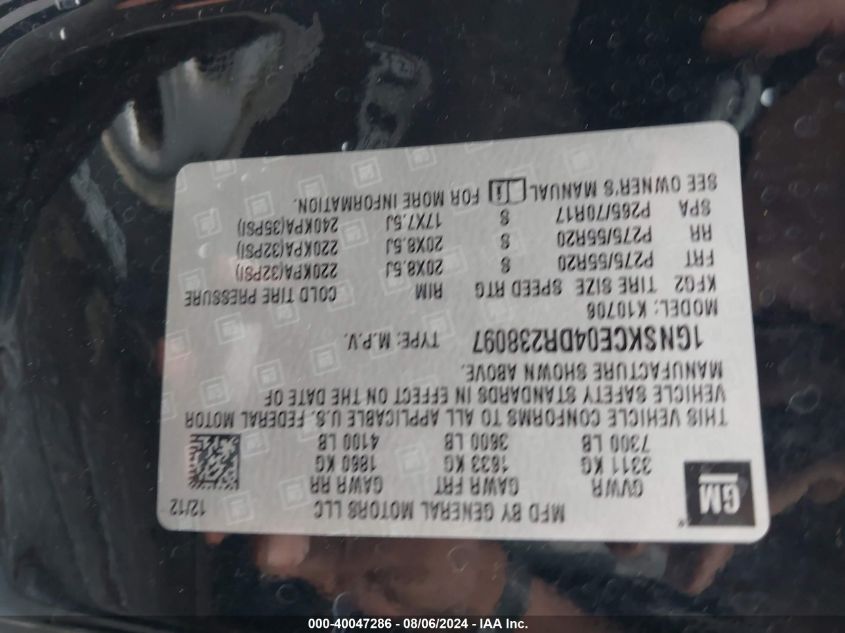 MFD BY GENERAL MOTORS LLC 12/12
GM
GVWR GAWR FRT GAWR RR
3311 KG 1633 KG 1860 KG
7300 LB 3600 LB 4100 LB
THIS VEHICLE CONFORMS TO ALL APPLICABLE U.S. FEDERAL MOTOR
VEHICLE SAFETY STANDARDS IN EFFECT ON THE DATE OF
MANUFACTURE SHOWN ABOVE.
1GNSKCE04DR238097 TYPE: M.P.V.
MODEL: K10706
KFG2 TIRE SIZE SPEED RTG RIM COLD TIRE PRESSURE
FRT P275/55R20 S 20X8.5J 220KPA(32PSI)
RR P275/55R20 S 20X8.5J 220KPA(32PSI)
SPA P265/70R17 S 17X7.5J 240KPA(35PSI)
SEE OWNER'S MANUAL i FOR MORE INFORMATION.
000-40047286 - 08/06/2024 - IAA Inc.